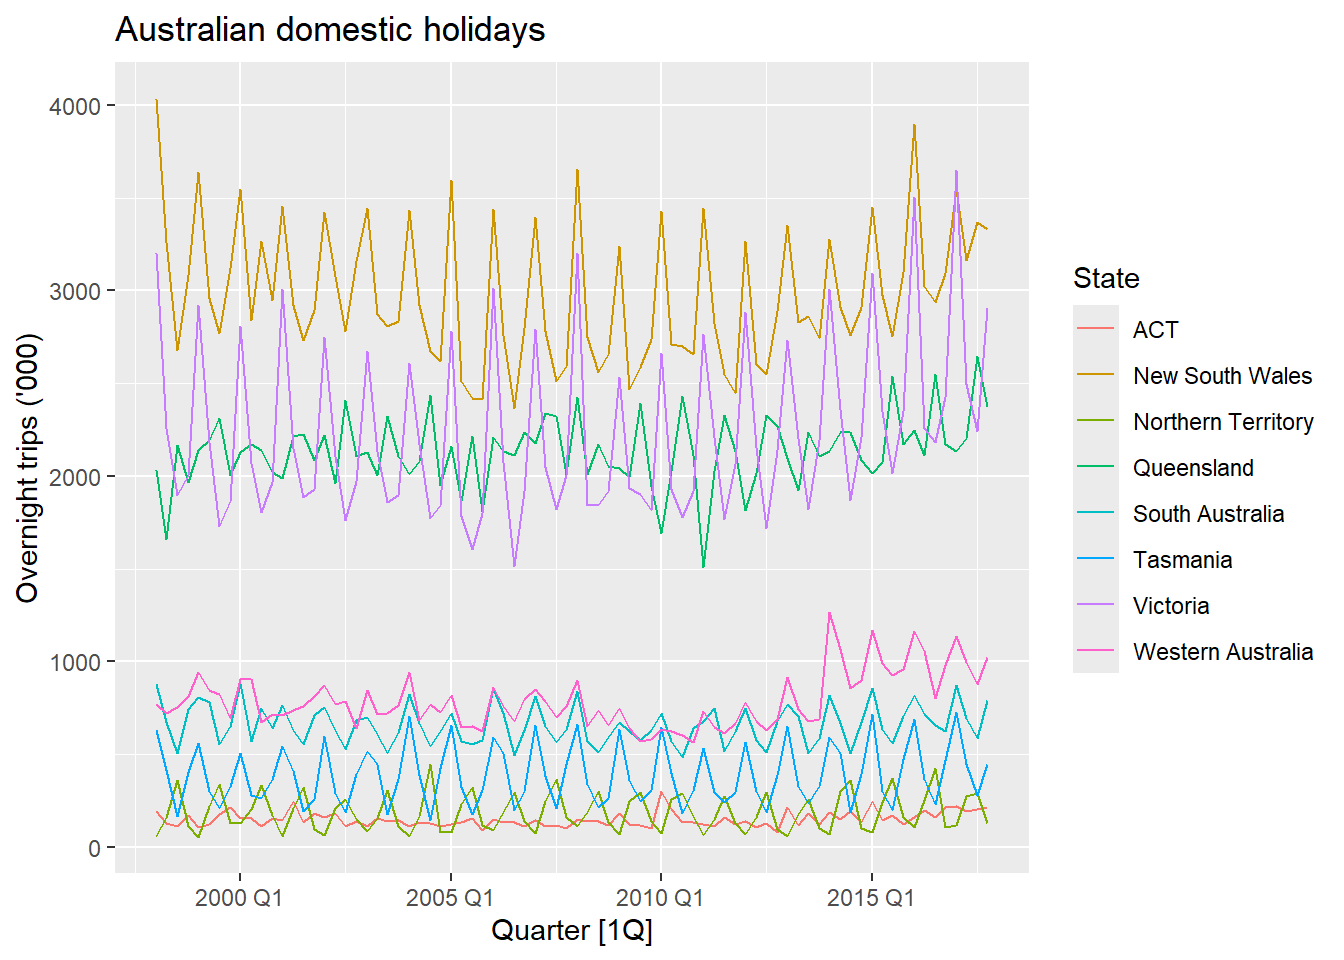 Australian domestic holidays
4000
3000
2000
1000
0
Overnight trips ('000)
2000 Q1
2005 Q1
2010 Q1
2015 Q1
Quarter [1Q]
State
ACT
New South Wales
Northern Territory
Queensland
South Australia
Tasmania
Victoria
Western Australia